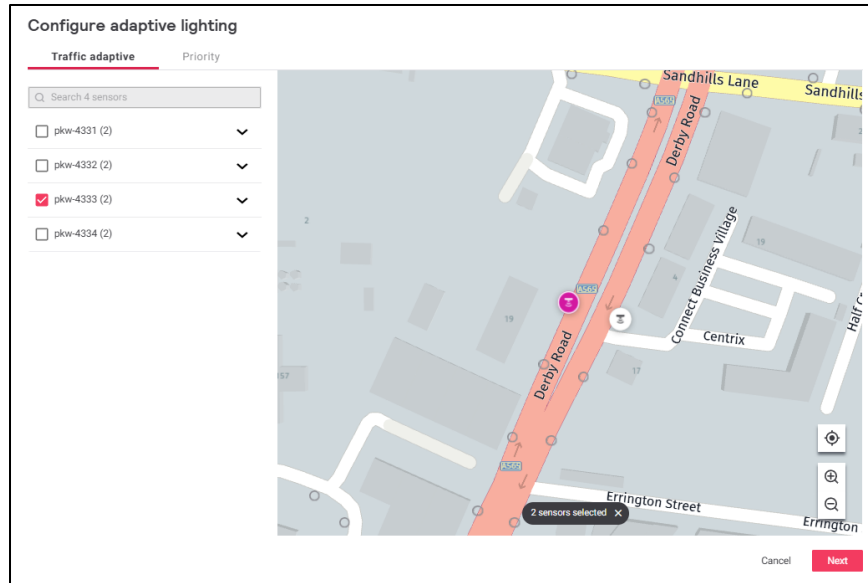 Configure adaptive lighting
Traffic adaptive
Priority
Search 4 sensors
pkw-4331 (2)
pkw-4332 (2)
pkw-4333 (2)
pkw-4334 (2)
Sandhills Lane
Sandhills
A565
Derby Road
2
19
Connect Business Village
4
A565
19
Half C
Centrix
Derby Road
17
157
A565
Errington Street
Errington
2 sensors selected
Cancel
Next